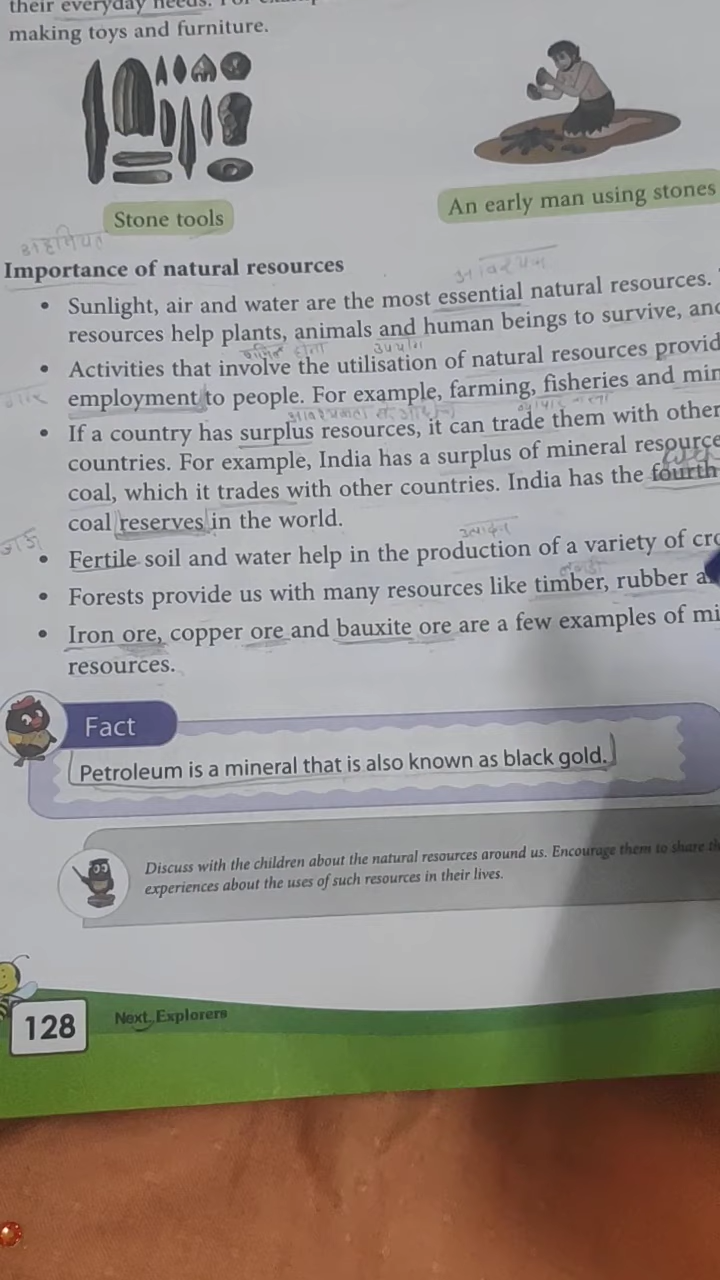 their everyday needs. For
making toys and furniture.
Stone tools
An early man using stones
अहमियत
Importance of natural resources
आवश्यक
Sunlight, air and water are the most essential natural resources.
resources help plants, animals and human beings to survive, and
शामिल होना उपयोग
Activities that involve the utilisation of natural resources provid
employment to people. For example, farming, fisheries and min
If a country has surplus resources, it can trade them with other
countries. For example, India has a surplus of mineral resource
coal, which it trades with other countries. India has the fourth
coal reserves in the world.
उत्पादन
Fertile soil and water help in the production of a variety of cro
Forests provide us with many resources like timber, rubber a
Iron ore, copper ore and bauxite ore are a few examples of mi
resources.
Fact
Petroleum is a mineral that is also known as black gold.
Discuss with the children about the natural resources around us. Encourage them to share th
experiences about the uses of such resources in their lives.
128 Next Explorers